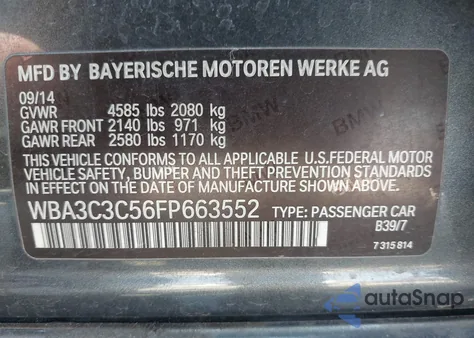 MFD BY BAYERISCHE MOTOREN WERKE AG
09/14
GVWR 4585 lbs 2080 kg
GAWR FRONT 2140 lbs 971 kg
GAWR REAR 2580 lbs 1170 kg
THIS VEHICLE CONFORMS TO ALL APPLICABLE U.S.FEDERAL MOTOR
VEHICLE SAFETY, BUMPER AND THEFT PREVENTION STANDARDS
IN EFFECT ON THE DATE OF MANUFACTURE SHOWN ABOVE.
WBA3C3C56FP663552 TYPE: PASSENGER CAR
B39/7
7 315 814
BMW
BMW
autaSnap